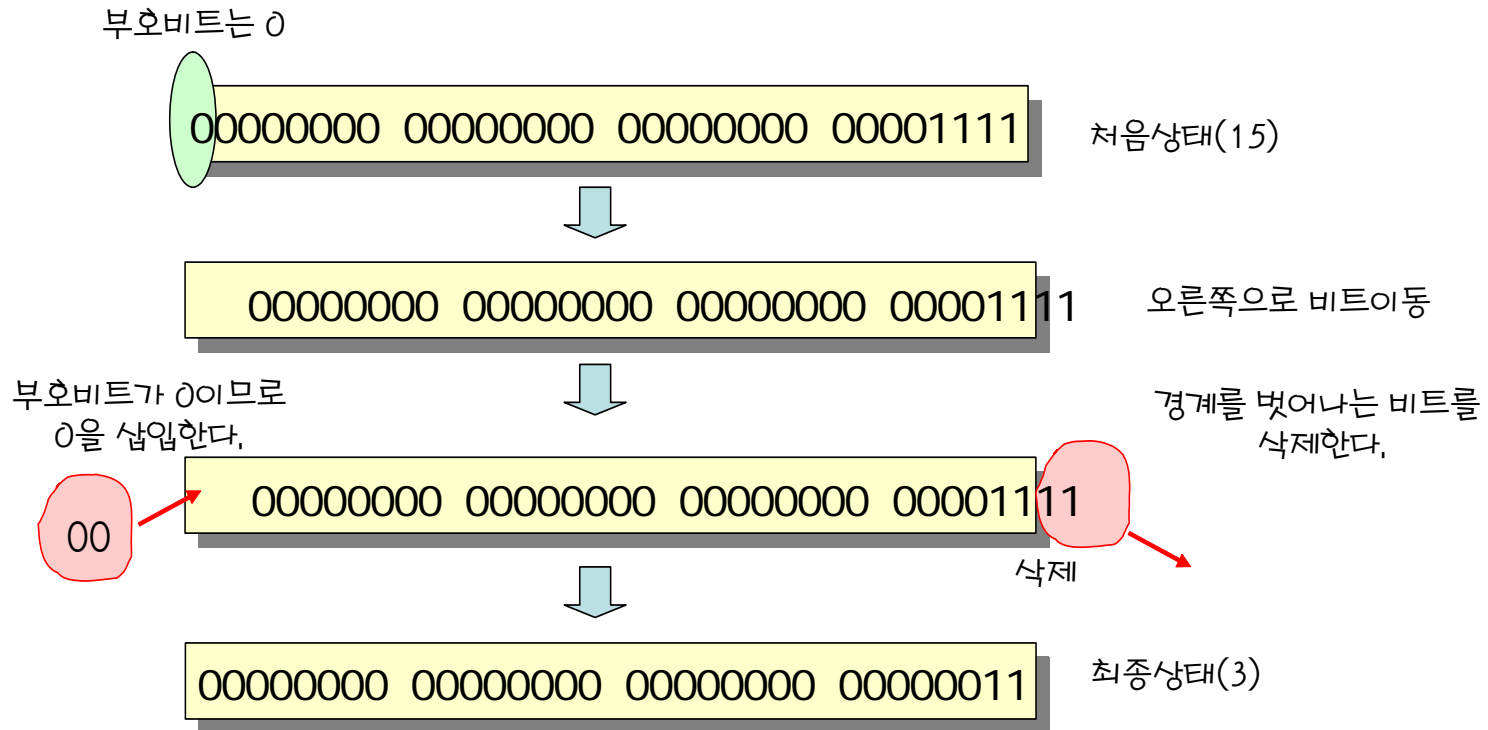 부호비트는 0
00000000 00000000 00000000 00001111
처음상태(15)
00000000 00000000 00000000 00001111
오른쪽으로 비트이동
부호비트가 0이므로
0을 삽입한다.
경계를 벗어나는 비트를
삭제한다.
00
00000000 00000000 00000000 00001111
삭제
00000000 00000000 00000000 00000011
최종상태(3)